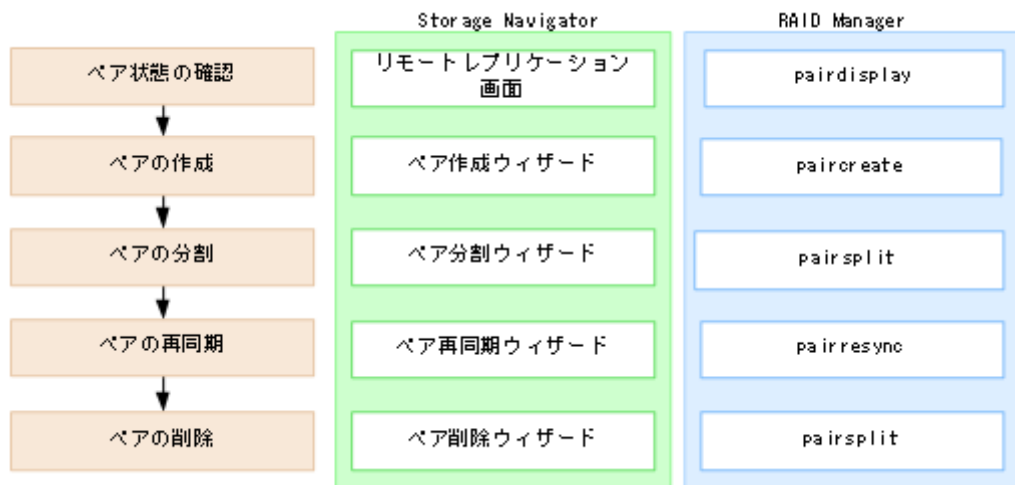 Storage Navigator
RAID Manager
ペア状態の確認
リモートレプリケーション
画面
pairdisplay
ペアの作成
ペア作成ウィザード
paircreate
ペアの分割
ペア分割ウィザード
pairsplit
ペアの再同期
ペア再同期ウィザード
pairresync
ペアの削除
ペア削除ウィザード
pairsplit